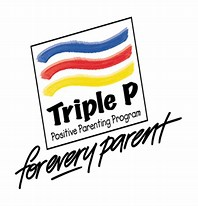 Triple P
Positive Parenting Program
for every parent